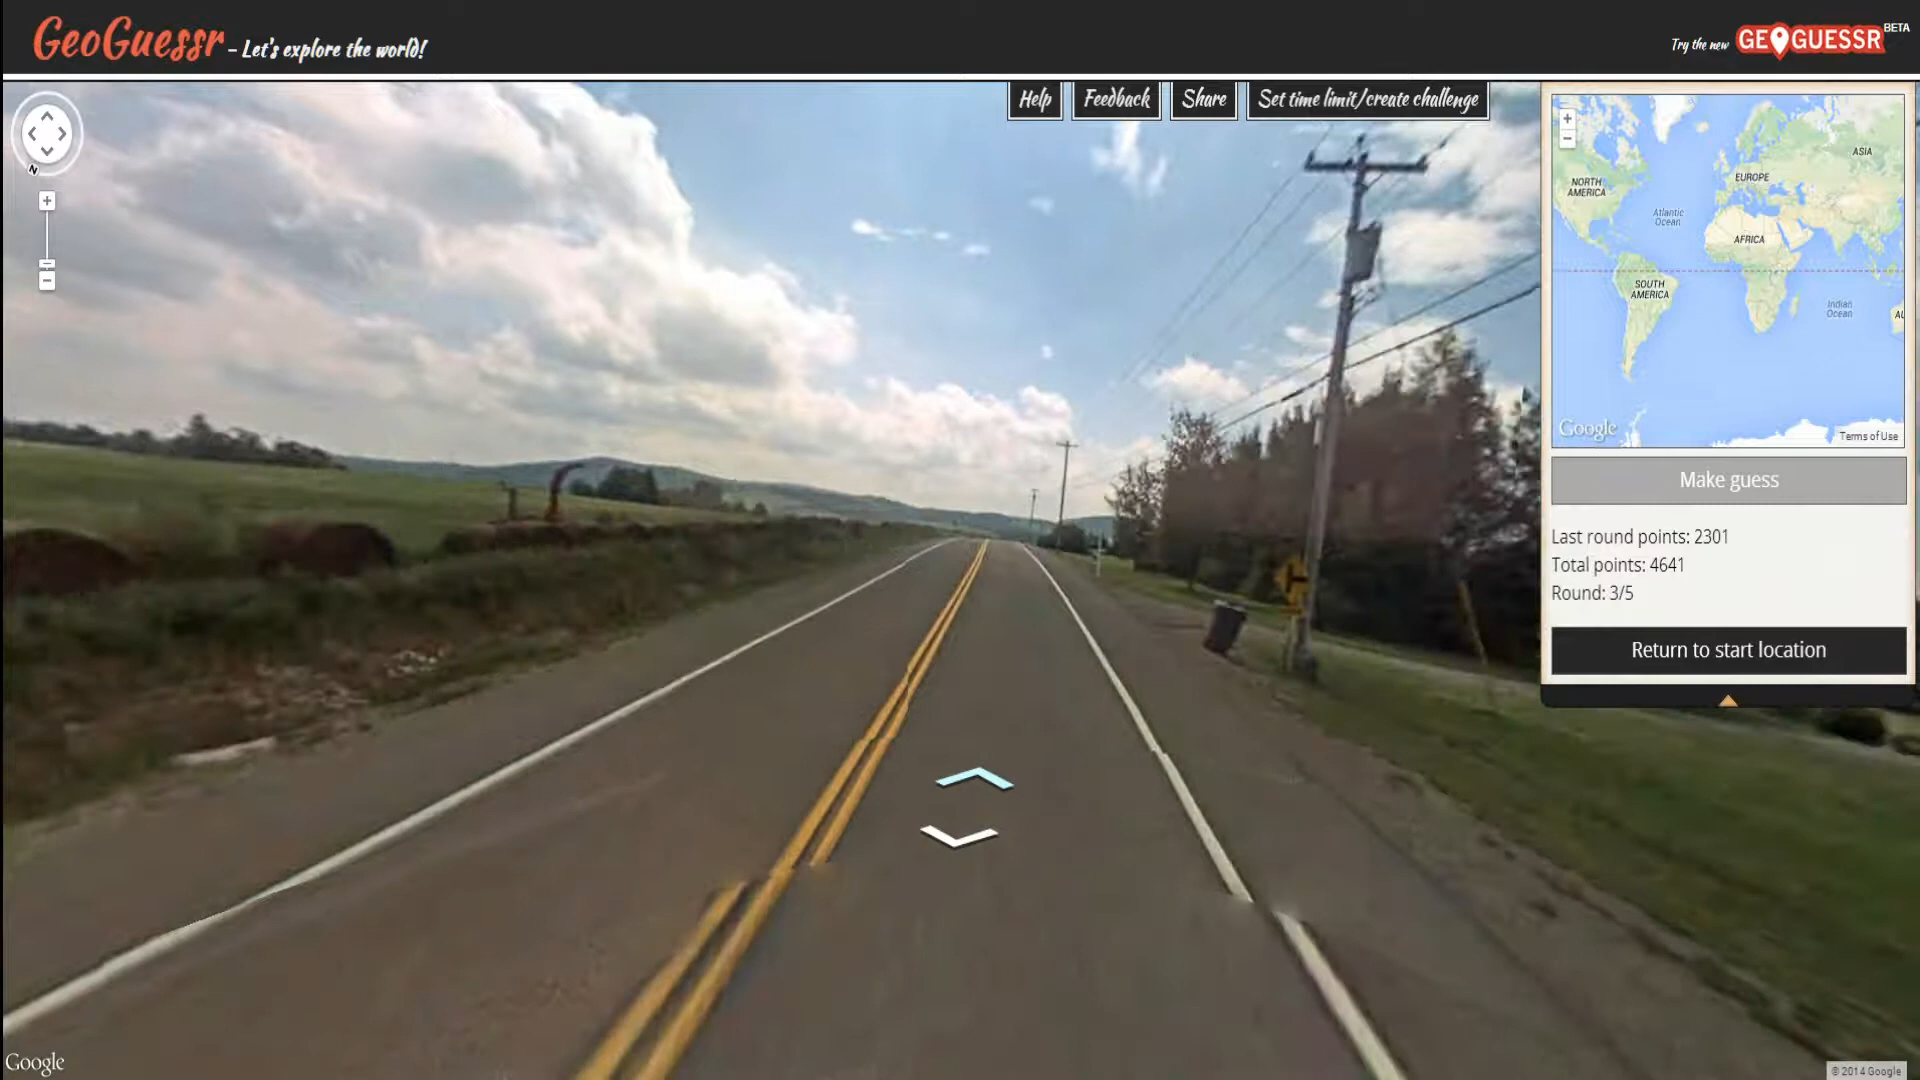 GeoGuessr - Let's explore the world!
Try the new GEOGUESSR BETA
Help
Feedback
Share
Set time limit/create challenge
N
+
-
+
-
NORTH
AMERICA
Atlantic
Ocean
EUROPE
ASIA
AFRICA
SOUTH
AMERICA
Indian
Ocean
AU
Google
Terms of Use
Make guess
Last round points: 2301
Total points: 4641
Round: 3/5
Return to start location
Google
© 2014 Google